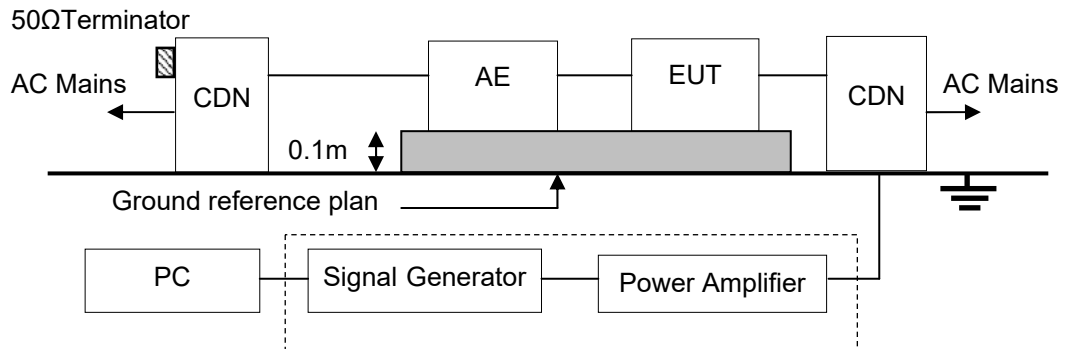 50ΩTerminator
AC Mains
CDN
AE
EUT
CDN
AC Mains
0.1m
Ground reference plan
PC
Signal Generator
Power Amplifier